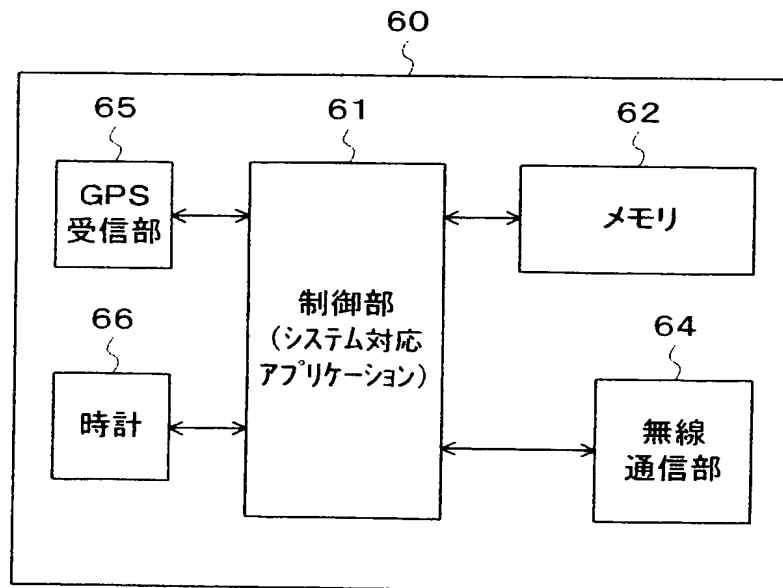 60
65
61
62
GPS
受信部
メモリ
制御部
(システム対応
アプリケーション)
66
64
時計
無線
通信部